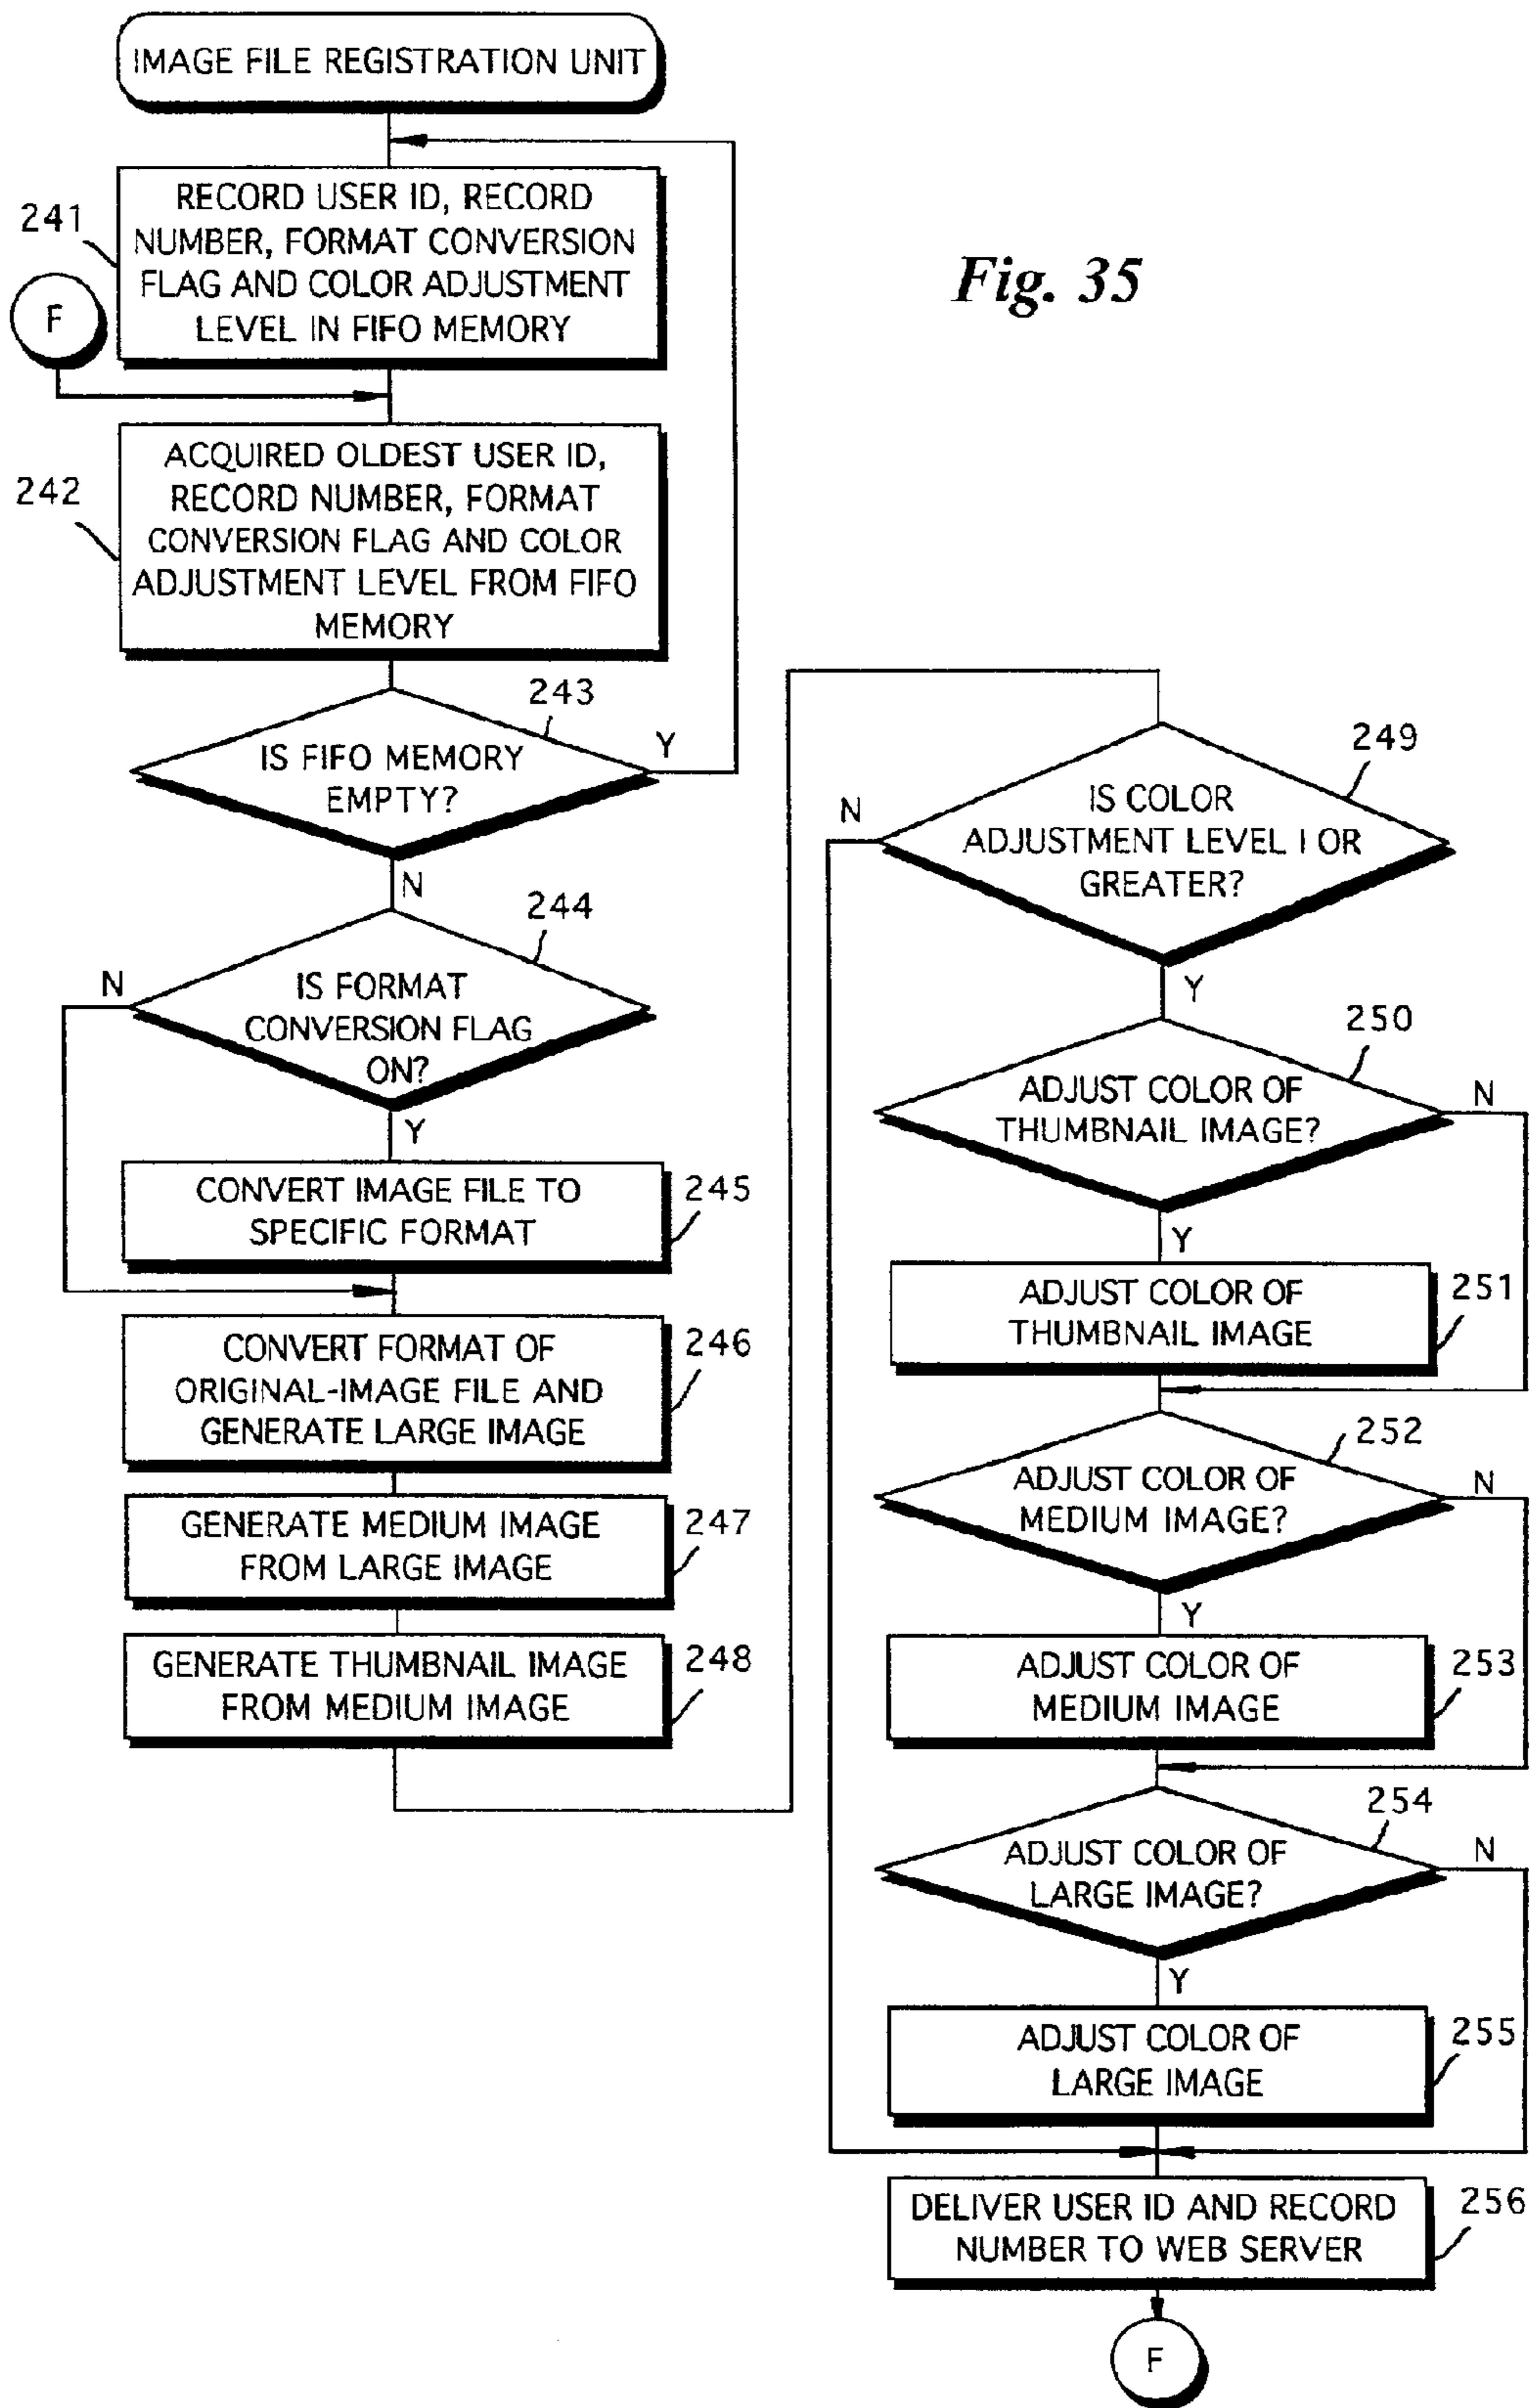 IMAGE FILE REGISTRATION UNIT
241
RECORD USER ID, RECORD
NUMBER, FORMAT CONVERSION
FLAG AND COLOR ADJUSTMENT
LEVEL IN FIFO MEMORY
F
Fig. 35
242
ACQUIRED OLDEST USER ID,
RECORD NUMBER, FORMAT
CONVERSION FLAG AND COLOR
ADJUSTMENT LEVEL FROM FIFO
MEMORY
243
IS FIFO MEMORY
EMPTY?
Y
N
244
IS FORMAT
CONVERSION FLAG
ON?
N
Y
CONVERT IMAGE FILE TO
SPECIFIC FORMAT
245
CONVERT FORMAT OF
ORIGINAL-IMAGE FILE AND
GENERATE LARGE IMAGE
246
GENERATE MEDIUM IMAGE
FROM LARGE IMAGE
247
GENERATE THUMBNAIL IMAGE
FROM MEDIUM IMAGE
248
249
IS COLOR
ADJUSTMENT LEVEL I OR
GREATER?
N
Y
250
ADJUST COLOR OF
THUMBNAIL IMAGE?
N
Y
ADJUST COLOR OF
THUMBNAIL IMAGE
251
252
ADJUST COLOR OF
MEDIUM IMAGE?
N
Y
ADJUST COLOR OF
MEDIUM IMAGE
253
254
ADJUST COLOR OF
LARGE IMAGE?
N
Y
ADJUST COLOR OF
LARGE IMAGE
255
DELIVER USER ID AND RECORD
NUMBER TO WEB SERVER
256
F